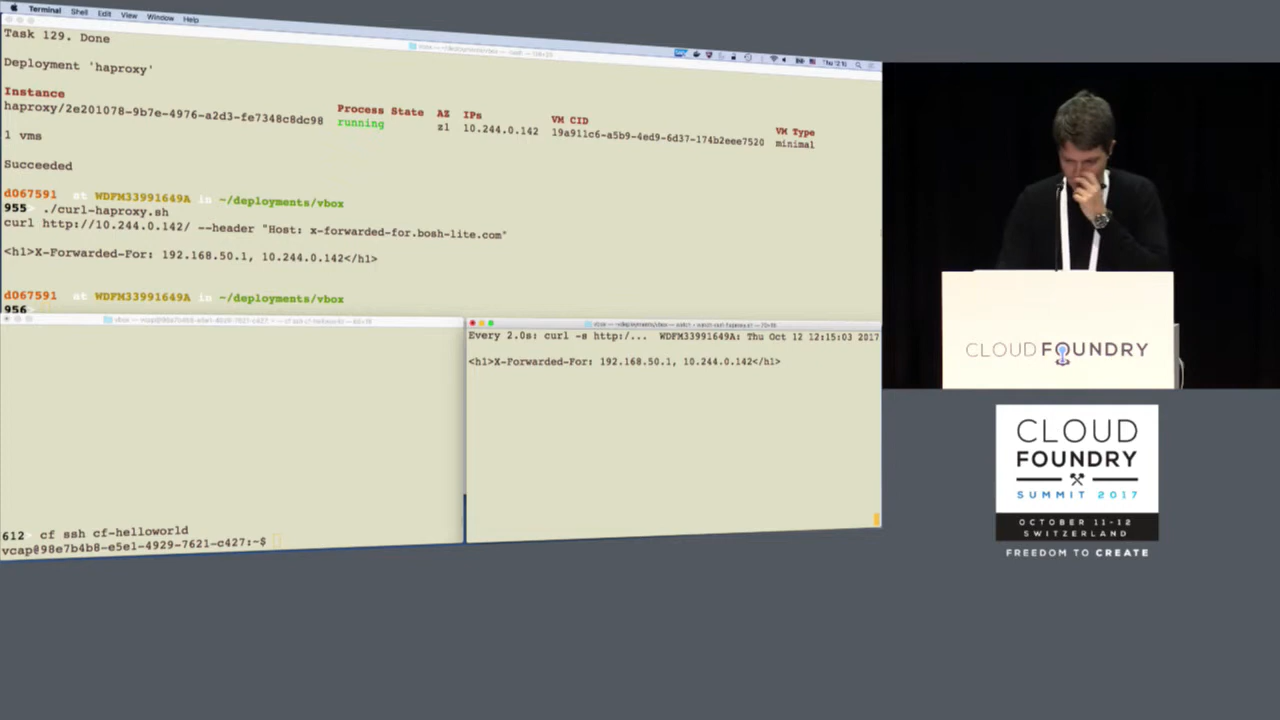 Terminal Shell Edit View Window Help
Task 129. Done
Deployment 'haproxy'
Instance Process State AZ IPs VM CID VM Type
haproxy/2e201078-9b7e-4976-a2d3-fe7348c8dc98 running z1 10.244.0.142 19a911c6-a5b9-4ed9-6d37-174b2eee7520 minimal
1 vms
Succeeded
d067591 at WDFM33991649A in ~/deployments/vbox
955> ./curl-haproxy.sh
curl http://10.244.0.142/ --header "Host: x-forwarded-for.bosh-lite.com"
<h1>X-Forwarded-For: 192.168.50.1, 10.244.0.142</h1>
d067591 at WDFM33991649A in ~/deployments/vbox
956>
Every 2.0s: curl -s http:/... WDFM33991649A: Thu Oct 12 12:15:03 2017
<h1>X-Forwarded-For: 192.168.50.1, 10.244.0.142</h1>
612> cf ssh cf-helloworld
vcap@98e7b4b8-e5e1-4929-7621-c427:~$
CLOUD FOUNDRY
CLOUD
FOUNDRY
SUMMIT 2017
OCTOBER 11-12
SWITZERLAND
FREEDOM TO CREATE